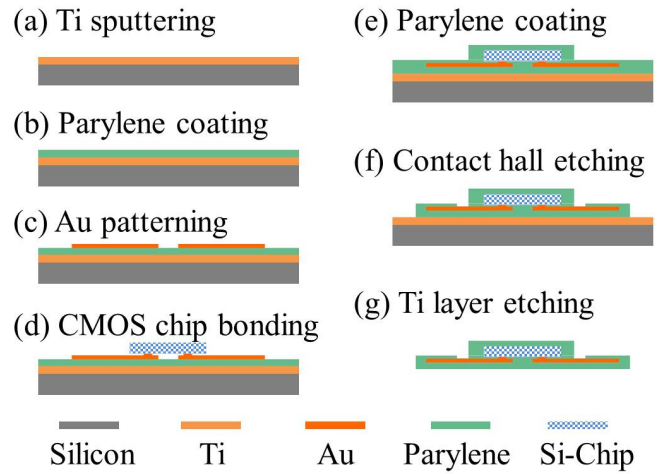 (a) Ti sputtering
(b) Parylene coating
(c) Au patterning
(d) CMOS chip bonding
(e) Parylene coating
(f) Contact hall etching
(g) Ti layer etching
Silicon Ti Au Parylene Si-Chip